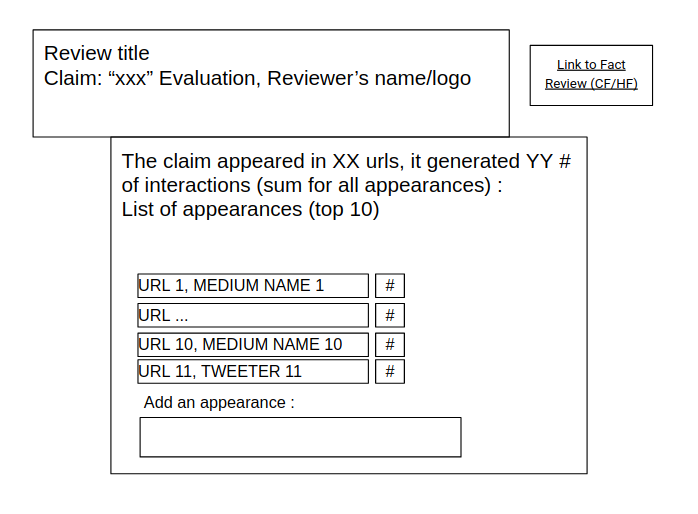 Review title
Claim: “xxx” Evaluation, Reviewer’s name/logo
Link to Fact
Review (CF/HF)
The claim appeared in XX urls, it generated YY #
of interactions (sum for all appearances) :
List of appearances (top 10)
URL 1, MEDIUM NAME 1 #
URL ... #
URL 10, MEDIUM NAME 10 #
URL 11, TWEETER 11 #
Add an appearance :